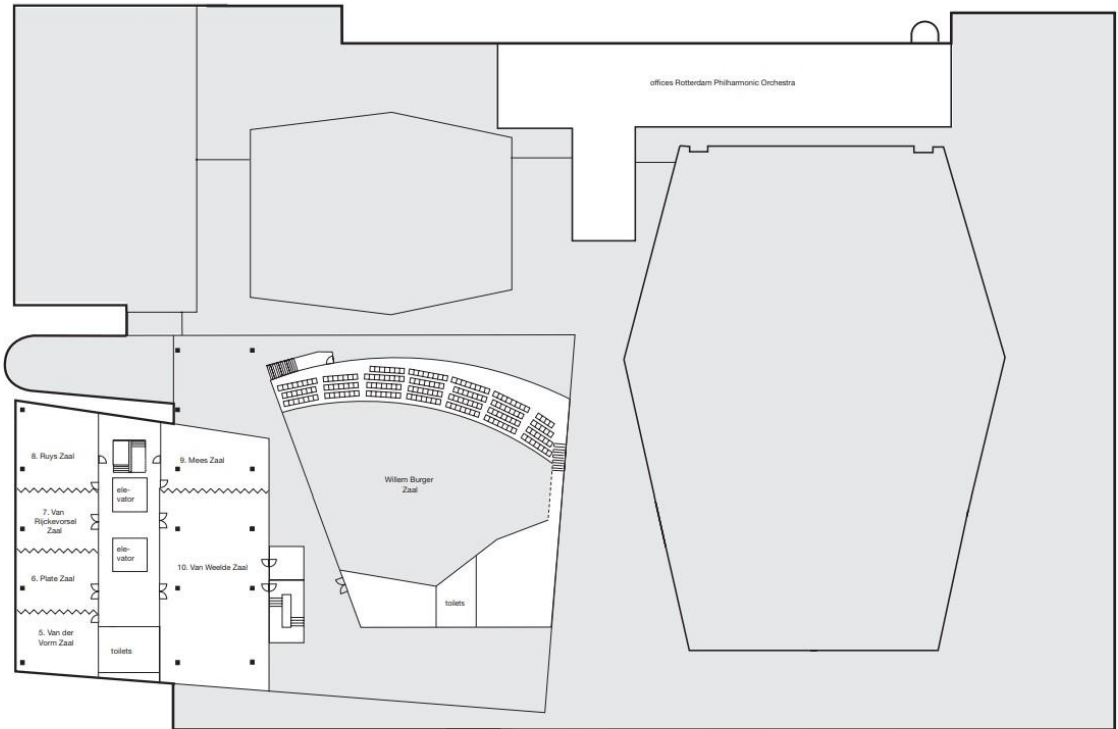 offices Rotterdam Philharmonic Orchestra
8. Ruys Zaal
9. Mees Zaal
ele-
vator
Willem Burger
Zaal
7. Van
Rijckevorsel
Zaal
ele-
vator
6. Plate Zaal
10. Van Weelde Zaal
toilets
5. Van der
Vorm Zaal
toilets